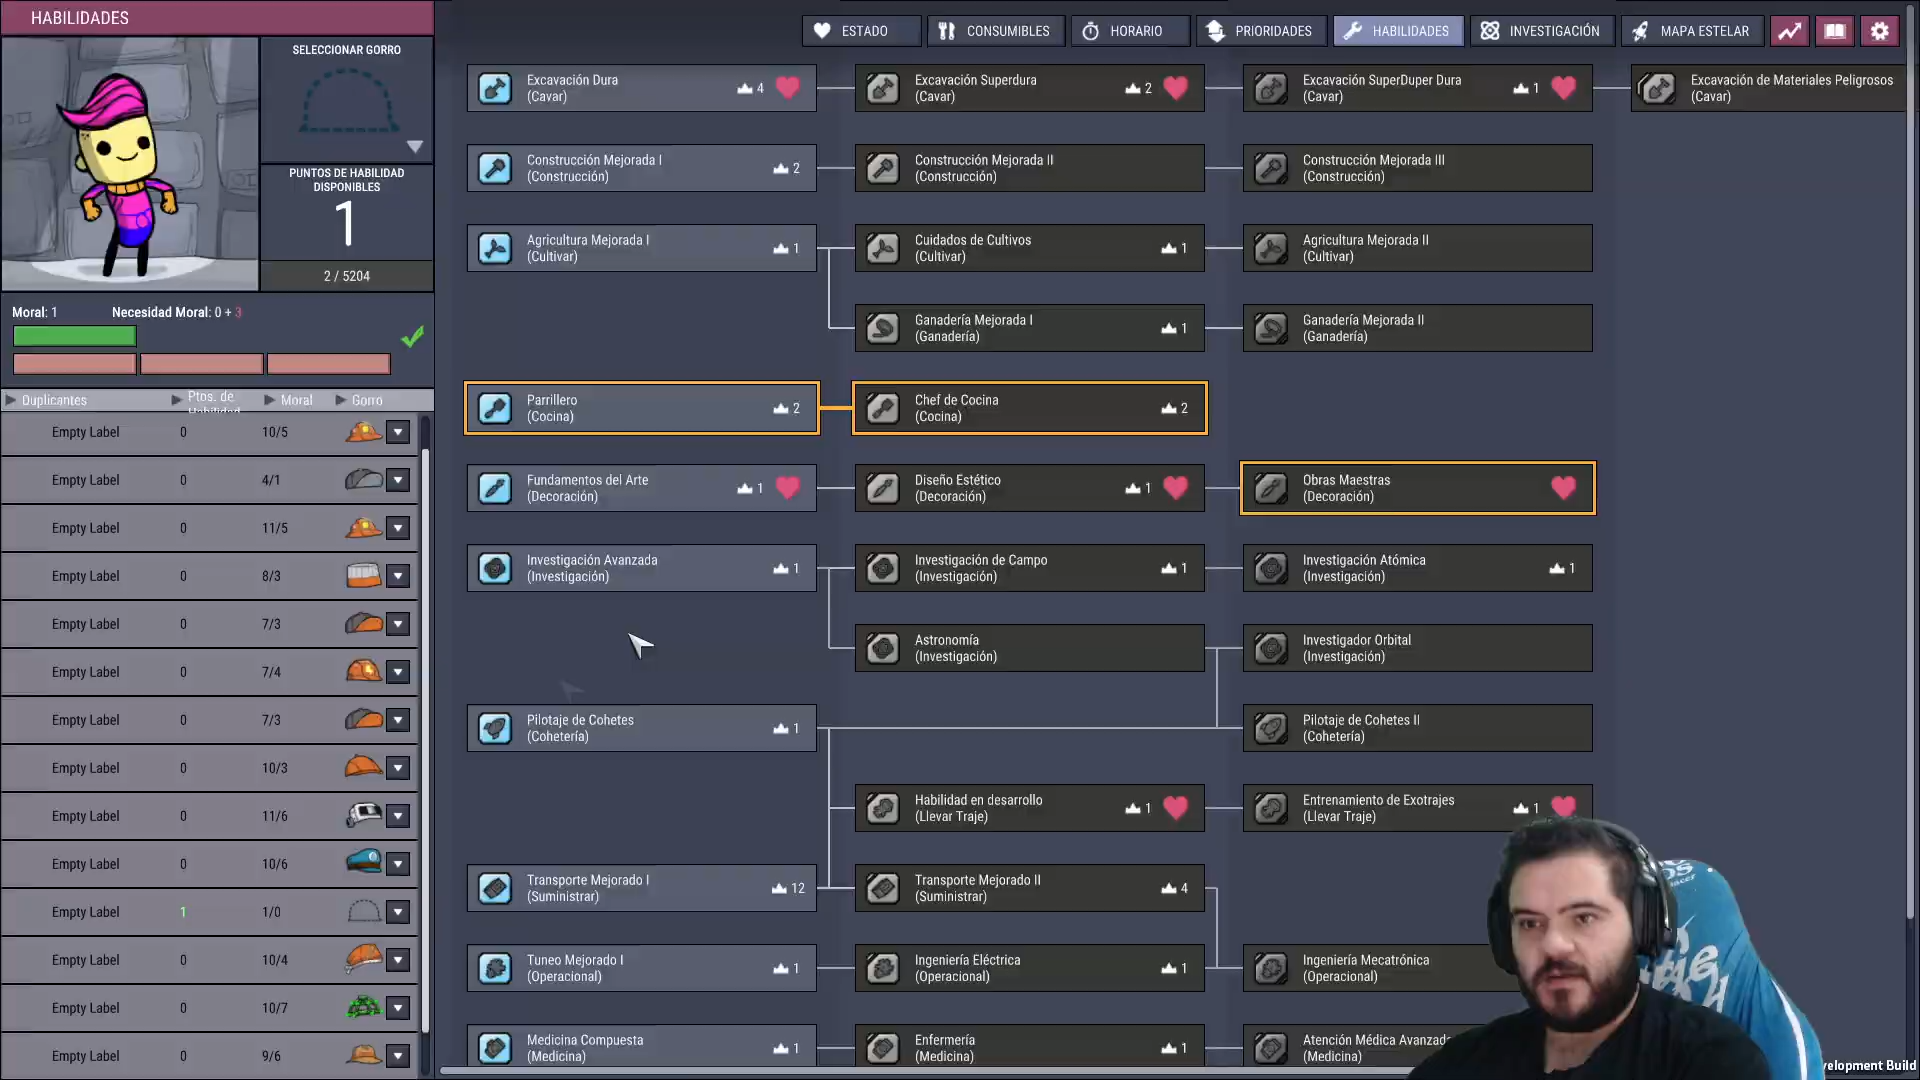 HABILIDADES
ESTADO
CONSUMIBLES
HORARIO
PRIORIDADES
HABILIDADES
INVESTIGACIÓN
MAPA ESTELAR
SELECCIONAR GORRO
PUNTOS DE HABILIDAD
DISPONIBLES
1
2 / 5204
Moral: 1
Necesidad Moral: 0 + 3
Duplicantes
Ptos. de
Habilidad
Moral
Gorro
Empty Label 0 10/5
Empty Label 0 4/1
Empty Label 0 11/5
Empty Label 0 8/3
Empty Label 0 7/3
Empty Label 0 7/4
Empty Label 0 7/3
Empty Label 0 10/3
Empty Label 0 11/6
Empty Label 0 10/6
Empty Label 1 1/0
Empty Label 0 10/4
Empty Label 0 10/7
Empty Label 0 9/6
Excavación Dura
(Cavar)
4
Excavación Superdura
(Cavar)
2
Excavación SuperDuper Dura
(Cavar)
1
Excavación de Materiales Peligrosos
(Cavar)
Construcción Mejorada I
(Construcción)
2
Construcción Mejorada II
(Construcción)
Construcción Mejorada III
(Construcción)
Agricultura Mejorada I
(Cultivar)
1
Cuidados de Cultivos
(Cultivar)
1
Agricultura Mejorada II
(Cultivar)
Ganadería Mejorada I
(Ganadería)
1
Ganadería Mejorada II
(Ganadería)
Parrillero
(Cocina)
2
Chef de Cocina
(Cocina)
2
Fundamentos del Arte
(Decoración)
1
Diseño Estético
(Decoración)
1
Obras Maestras
(Decoración)
Investigación Avanzada
(Investigación)
1
Investigación de Campo
(Investigación)
1
Investigación Atómica
(Investigación)
1
Astronomía
(Investigación)
Investigador Orbital
(Investigación)
Pilotaje de Cohetes
(Cohetería)
1
Pilotaje de Cohetes II
(Cohetería)
Habilidad en desarrollo
(Llevar Traje)
1
Entrenamiento de Exotrajes
(Llevar Traje)
1
Transporte Mejorado I
(Suministrar)
12
Transporte Mejorado II
(Suministrar)
4
Tuneo Mejorado I
(Operacional)
1
Ingeniería Eléctrica
(Operacional)
1
Ingeniería Mecatrónica
(Operacional)
Medicina Compuesta
(Medicina)
1
Enfermería
(Medicina)
1
Atención Médica Avanzada
(Medicina)
velopment Build